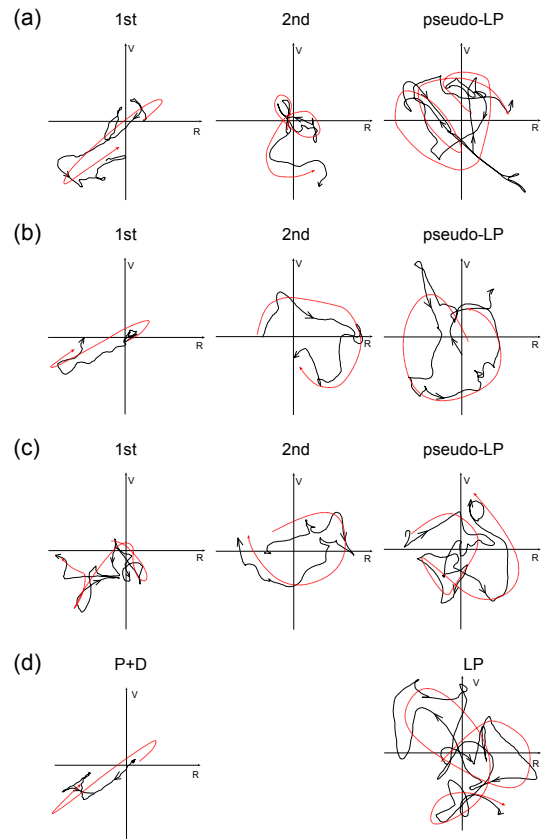 (a)
1st 2nd pseudo-LP
V V V
R R R
(b)
1st 2nd pseudo-LP
V V V
R R R
(c)
1st 2nd pseudo-LP
V V V
R R R
(d)
P+D LP
V V
R R